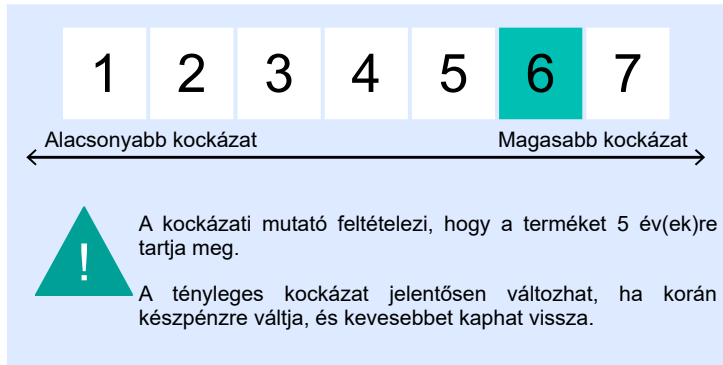 1 2 3 4 5 6 7
Alacsonyabb kockázat Magasabb kockázat
!
A kockázati mutató feltételezi, hogy a terméket 5 év(ek)re
tartja meg.
A tényleges kockázat jelentősen változhat, ha korán
készpénzre váltja, és kevesebbet kaphat vissza.